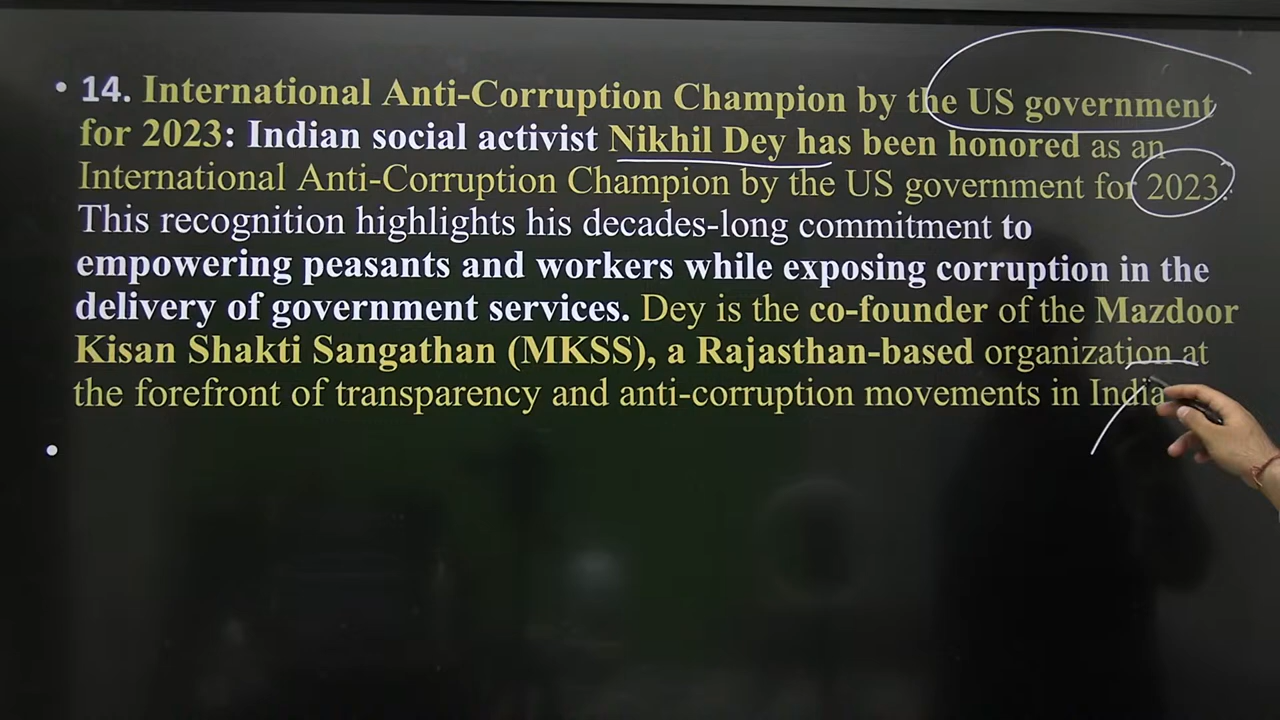 • 14. International Anti-Corruption Champion by the US government
for 2023: Indian social activist Nikhil Dey has been honored as an
International Anti-Corruption Champion by the US government for 2023.
This recognition highlights his decades-long commitment to
empowering peasants and workers while exposing corruption in the
delivery of government services. Dey is the co-founder of the Mazdoor
Kisan Shakti Sangathan (MKSS), a Rajasthan-based organization at
the forefront of transparency and anti-corruption movements in India
•